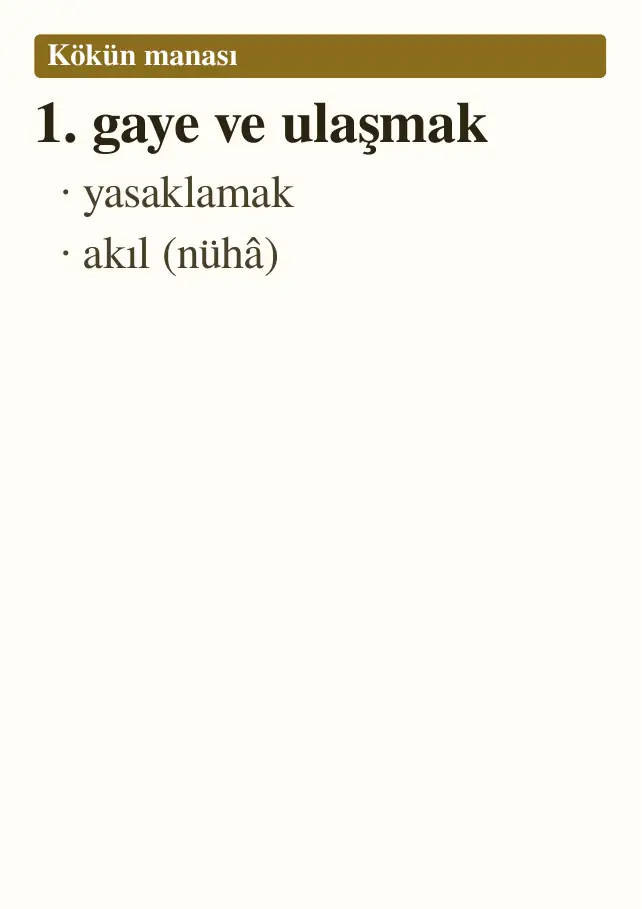 Kökün manası
1. gaye ve ulaşmak
· yasaklamak
· akıl (nühâ)